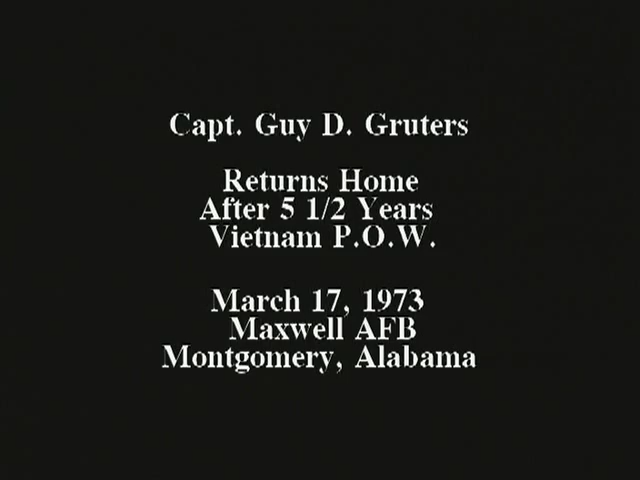 Capt. Guy D. Gruters
Returns Home
After 5 1/2 Years
Vietnam P.O.W.
March 17, 1973
Maxwell AFB
Montgomery, Alabama